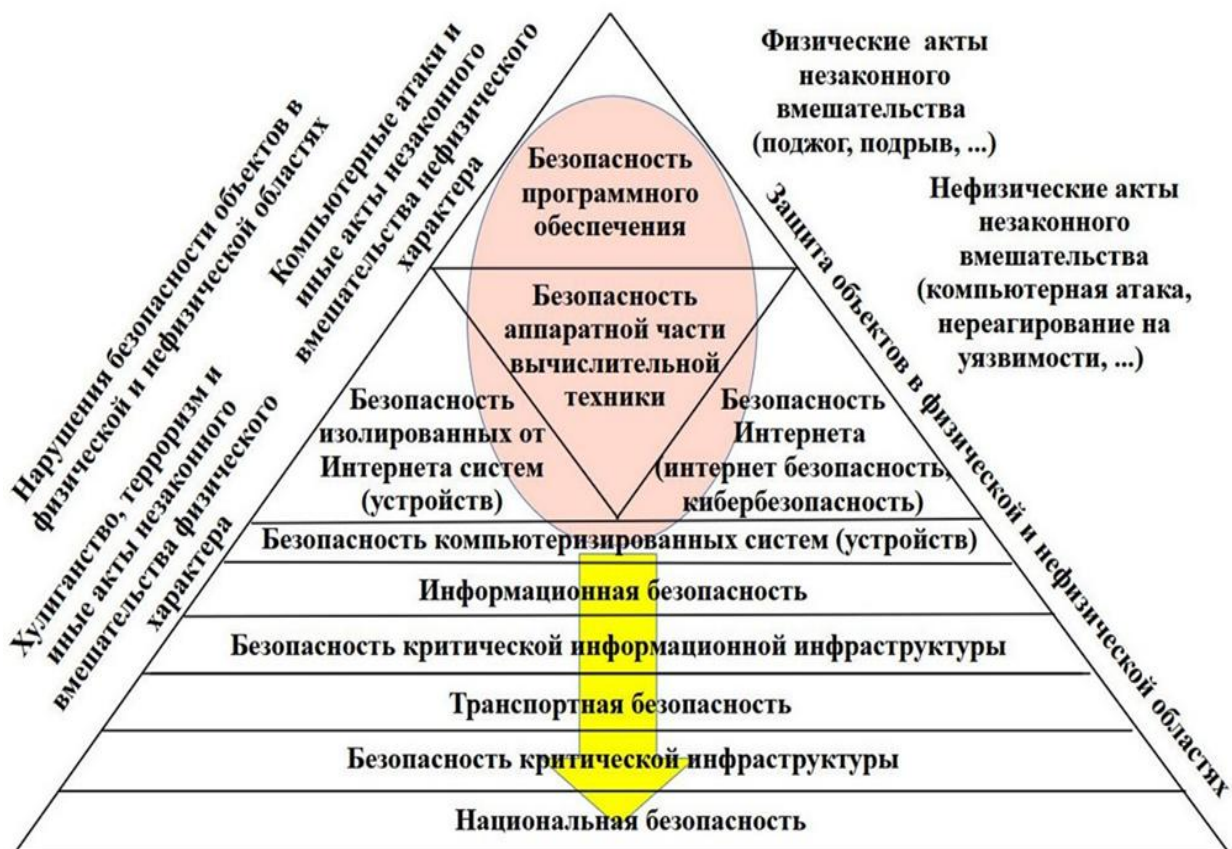 Нарушения безопасности объектов в
физической и нефизической областях
Компьютерные атаки и
иные акты незаконного
вмешательства нефизического
характера
Хулиганство, терроризм и
иные акты незаконного
вмешательства физического
характера
Физические акты
незаконного
вмешательства
(поджог, подрыв, ...)
Нефизические акты
незаконного
вмешательства
(компьютерная атака,
нереагирование на
уязвимости, ...)
Защита объектов в физической и нефизической областях
Безопасность
программного
обеспечения
Безопасность
аппаратной части
вычислительной
техники
Безопасность
изолированных от
Интернета систем
(устройств)
Безопасность
Интернета
(интернет безопасность,
кибербезопасность)
Безопасность компьютеризированных систем (устройств)
Информационная безопасность
Безопасность критической информационной инфраструктуры
Транспортная безопасность
Безопасность критической инфраструктуры
Национальная безопасность